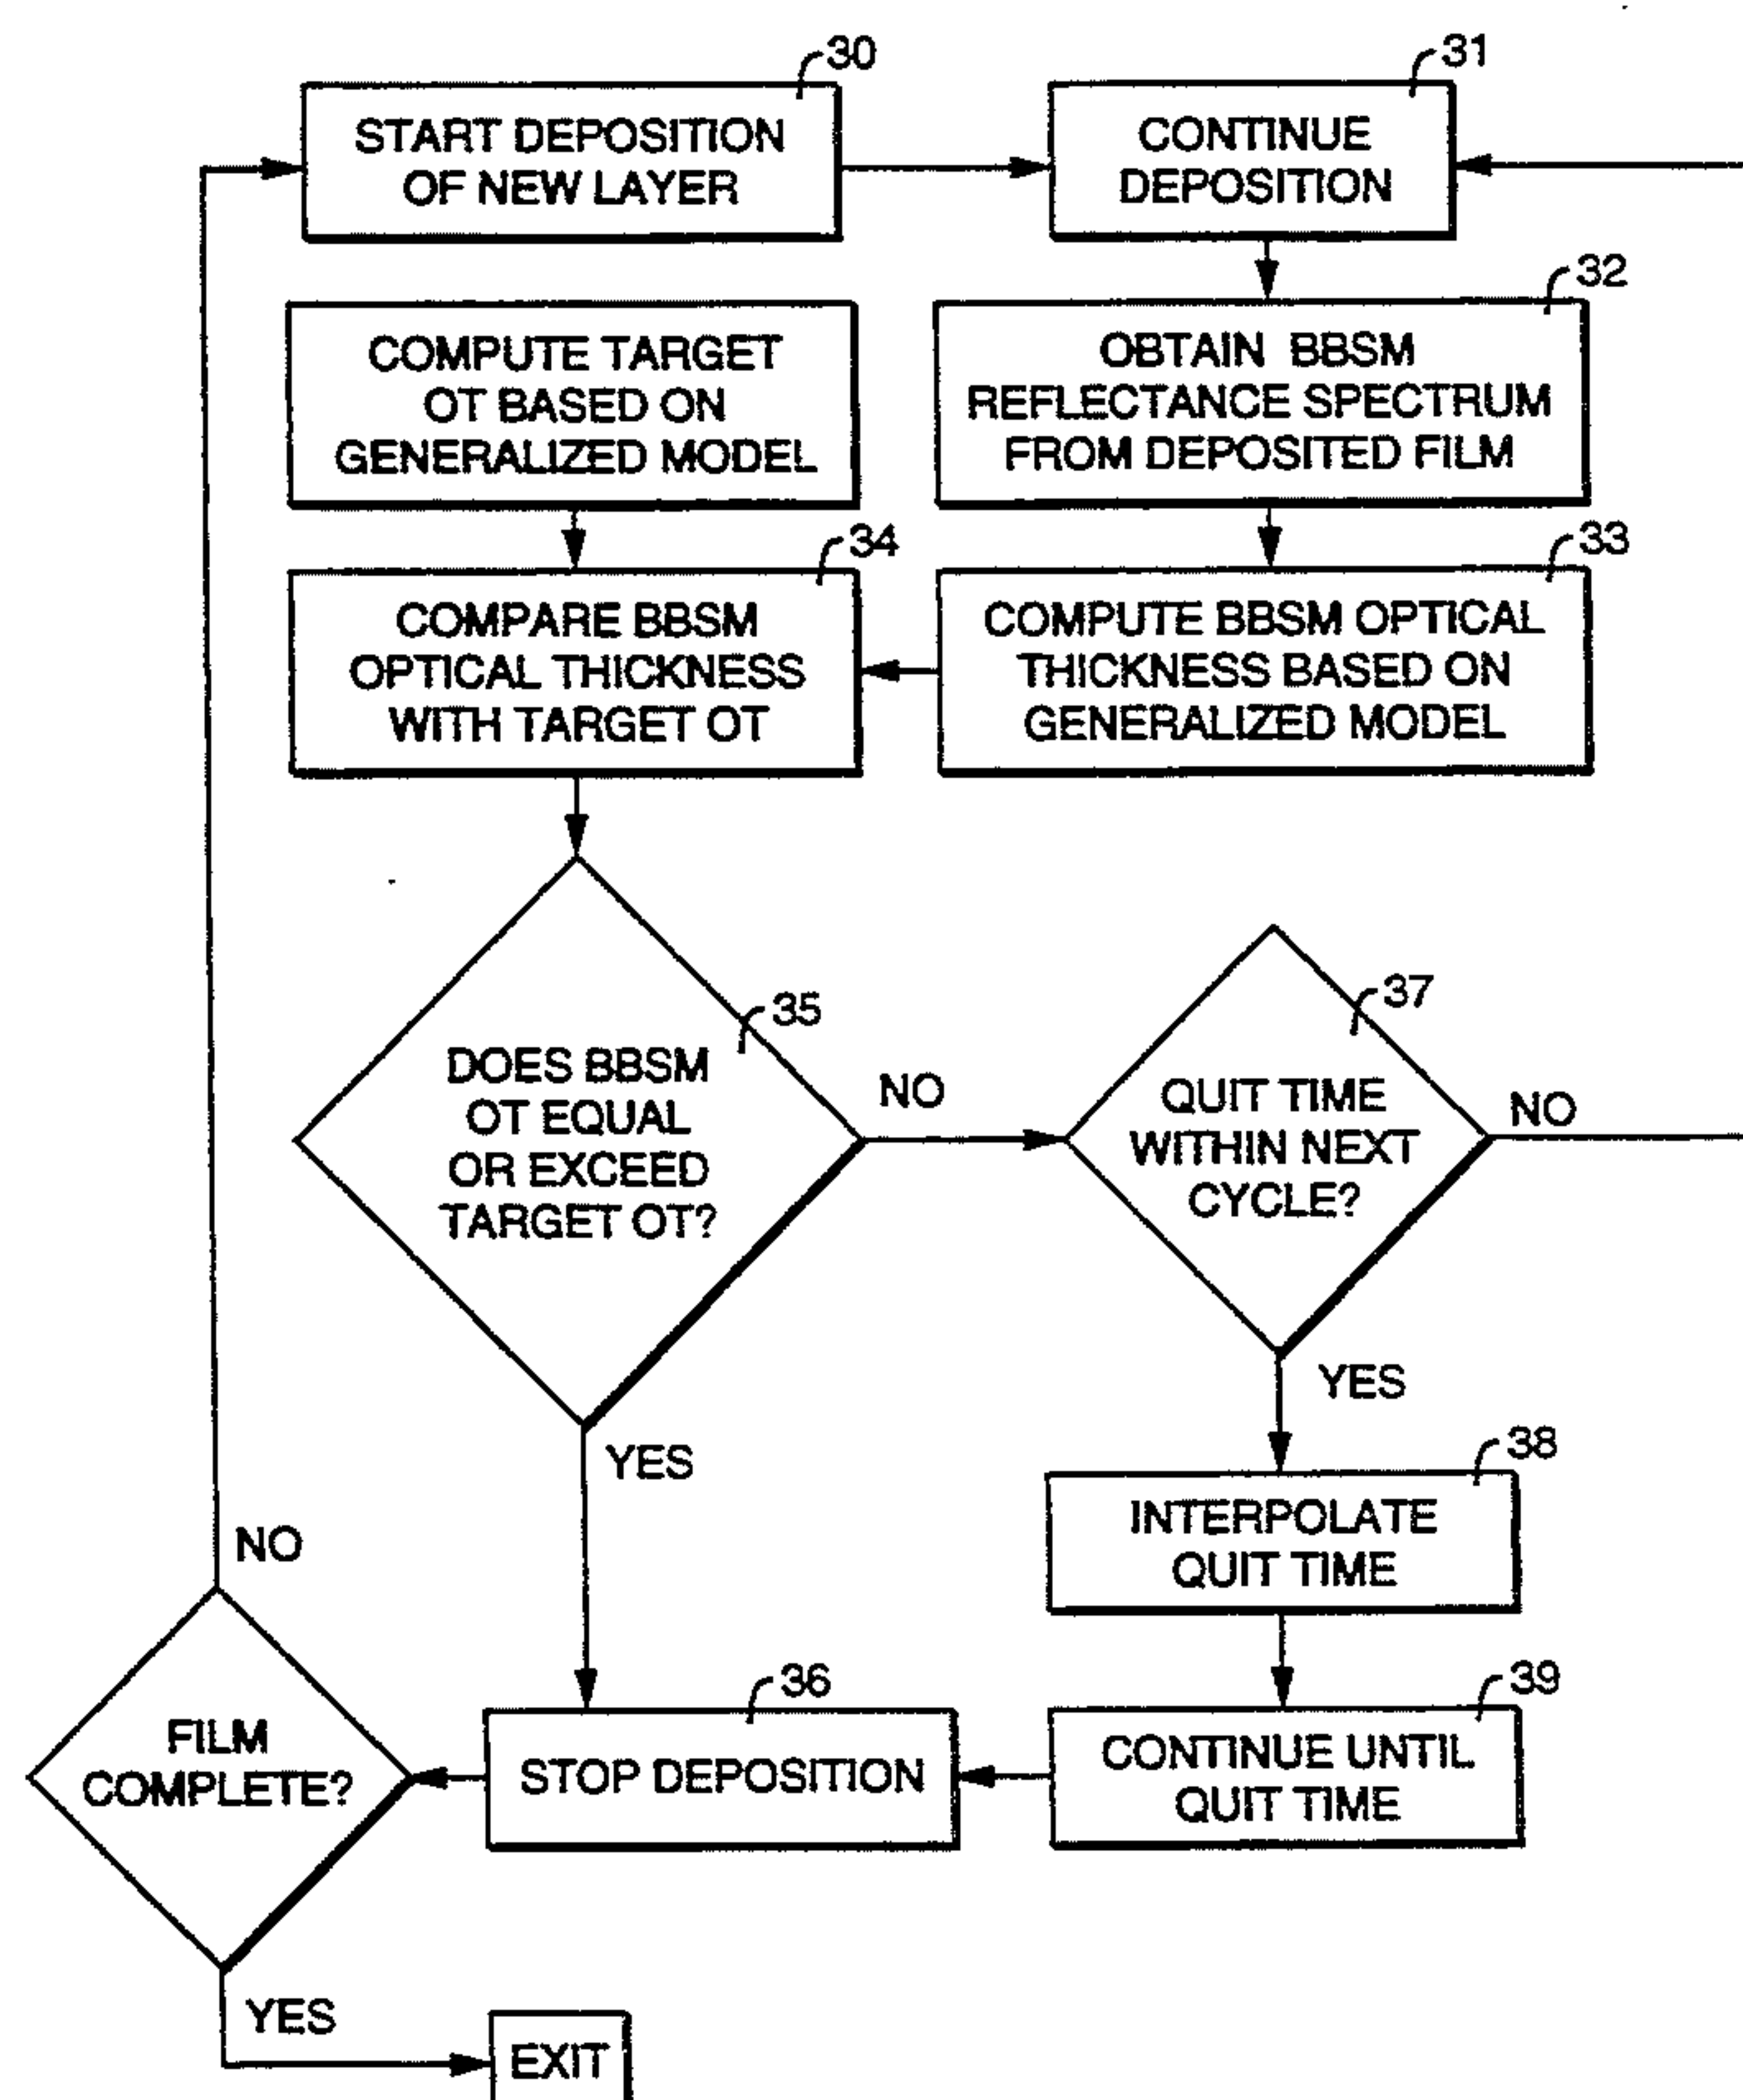 30
START DEPOSITION
OF NEW LAYER
31
CONTINUE
DEPOSITION
COMPUTE TARGET
OT BASED ON
GENERALIZED MODEL
32
OBTAIN BBSM
REFLECTANCE SPECTRUM
FROM DEPOSITED FILM
34
COMPARE BBSM
OPTICAL THICKNESS
WITH TARGET OT
33
COMPUTE BBSM OPTICAL
THICKNESS BASED ON
GENERALIZED MODEL
35
DOES BBSM
OT EQUAL
OR EXCEED
TARGET OT?
NO
37
QUIT TIME
WITHIN NEXT
CYCLE?
NO
YES
YES
38
INTERPOLATE
QUIT TIME
NO
FILM
COMPLETE?
36
STOP DEPOSITION
39
CONTINUE UNTIL
QUIT TIME
YES
EXIT